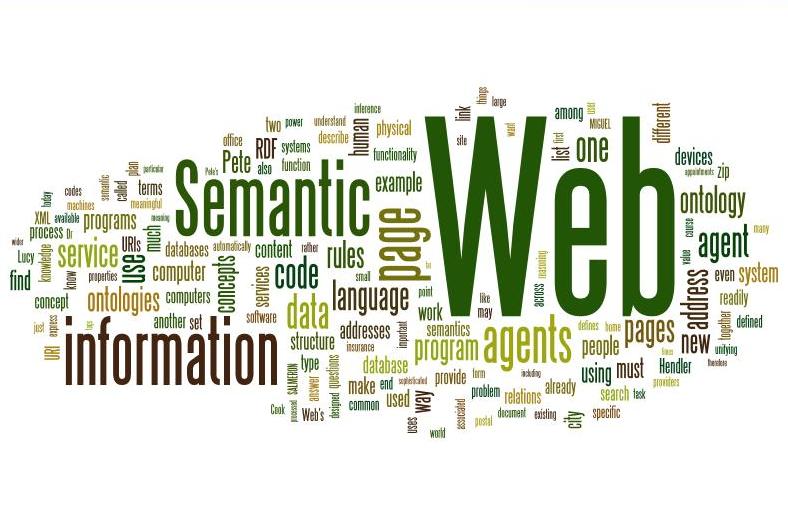 things
large
link
among
user
different
inference
two
power
understand
human
physical
site
want
MIGUEL
office
RDF
systems
describe
list
first
one
Pete
also
function
functionality
devices
Pete's
Semantic
Web
appointments
zip
particular
plan
semantic
called
terms
example
ontology
today
codes
machines
meaningful
XML
available
programs
meaning
page
course
many
process
Dr
much
agent
wider
URIs
databases
automatically
content
rather
rules
value
Lucy
knowledge
service
use
reasoning
find
know
properties
computer
concepts
services
code
small
for
address
even
system
concept
ontologies
computers
language
point
like
may
across
readily
just
express
tags
another
set
software
data
work
together
defined
information
structure
addresses
important
semantics
defines
home
pages
new
URI
insurance
program
agents
people
times
unifying
type
database
therefore
SALMERON
answer
questions
make
end
sophisticated
provide
form
including
already
using
must
Hendler
providers
Cook
processed
Web's
designed
common
used
way
problem
relations
search
task
uses
associated
document
existing
city
specific
postal
world